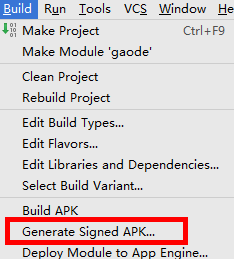 Build Run Tools VCS Window He
Make Project Ctrl+F9
Make Module 'gaode'
Clean Project
Rebuild Project
Edit Build Types...
Edit Flavors...
Edit Libraries and Dependencies...
Select Build Variant...
Build APK
Generate Signed APK...
Deploy Module to App Engine...